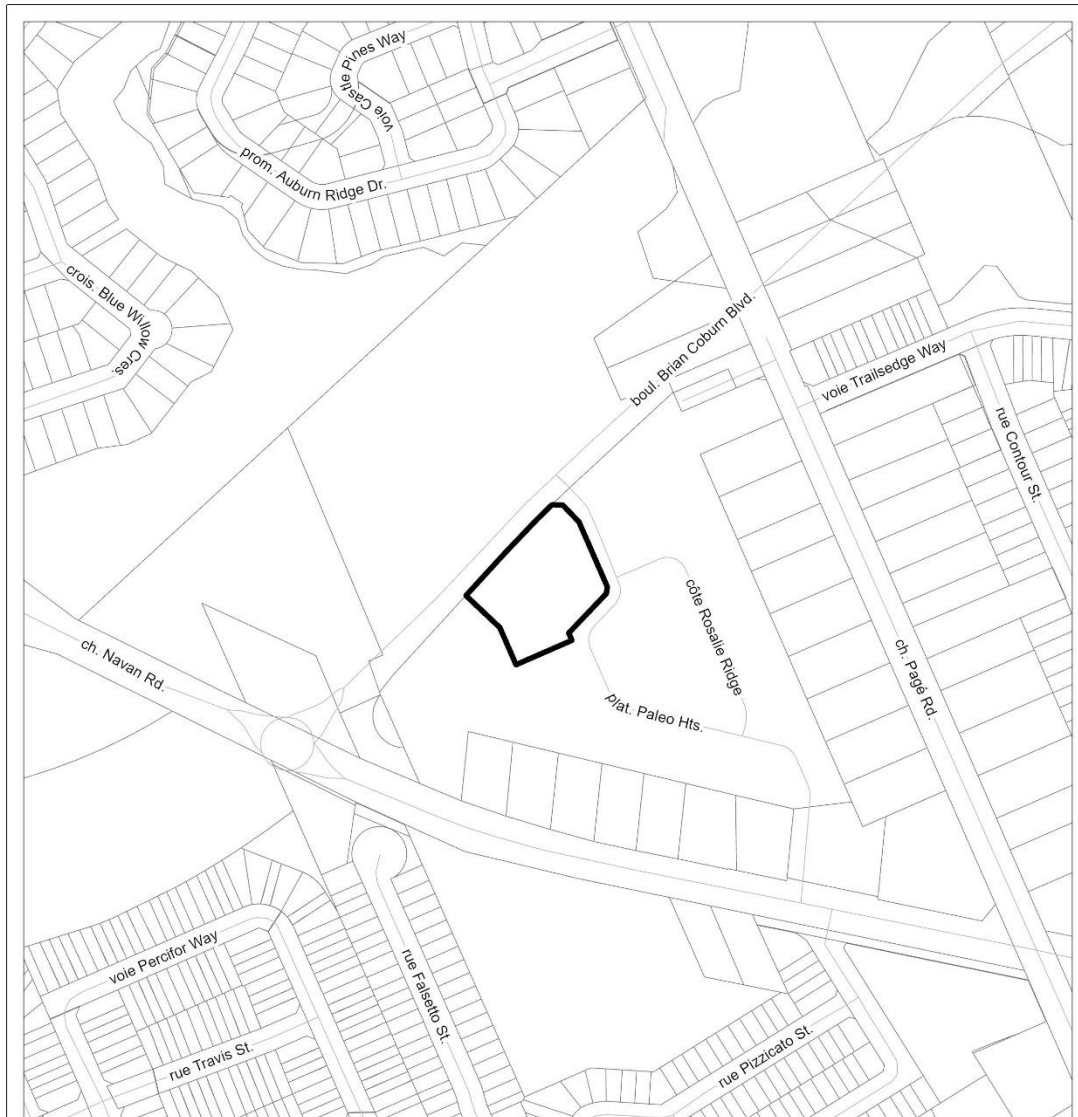 voie Castle Pines Way
prom. Auburn Ridge Dr.
crois. Blue Willow Cres.
boul. Brian Coburn Blvd.
voie Trailsedge Way
rue Contour St.
côte Rosalie Ridge
ch. Navan Rd.
ch. Pagé Rd.
plat. Paleo Hts.
voie Percifor Way
rue Falsetto St.
rue Travis St.
rue Pizzicato St.